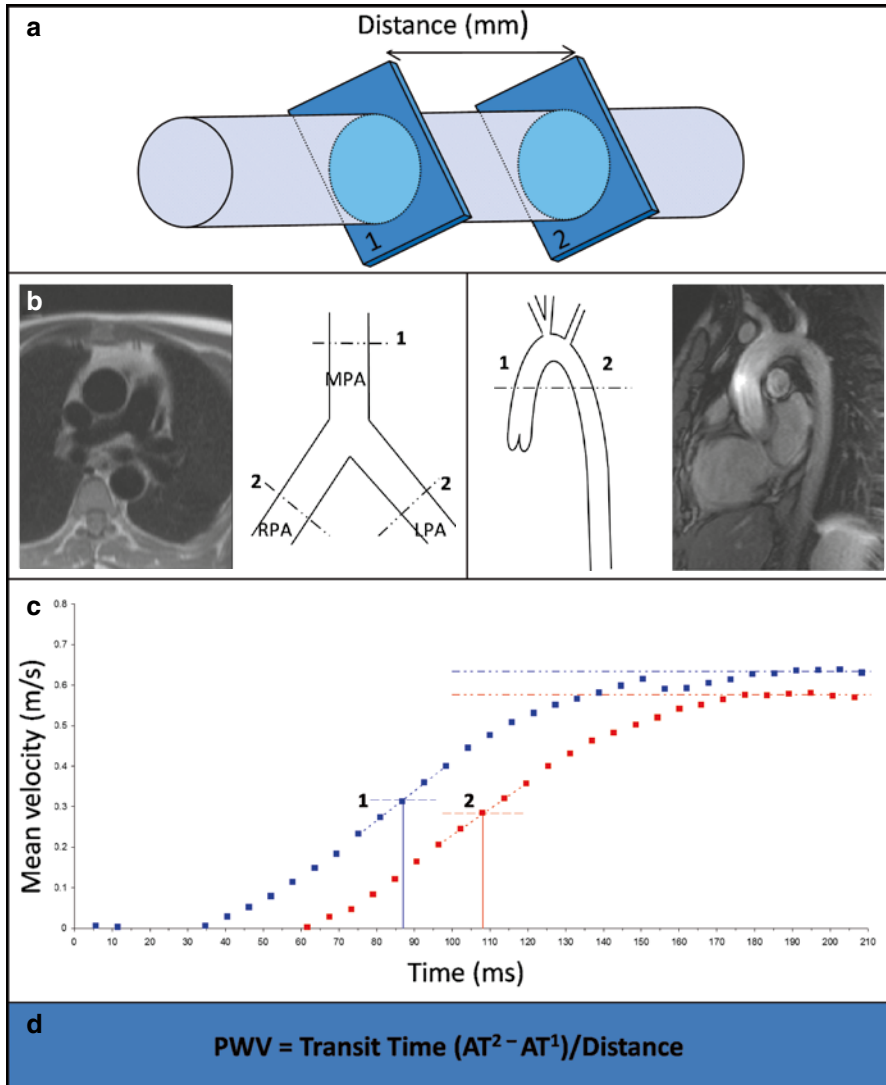 a
Distance (mm)
1
2
b
1
MPA
2
2
RPA
LPA
1
2
c
Mean velocity (m/s)
0.8
0.7
0.6
0.5
0.4
0.3
0.2
0.1
0
1
2
0 10 20 30 40 50 60 70 80 90 100 110 120 130 140 150 160 170 180 190 200 210
Time (ms)
d
PWV = Transit Time (AT² – AT¹)/Distance